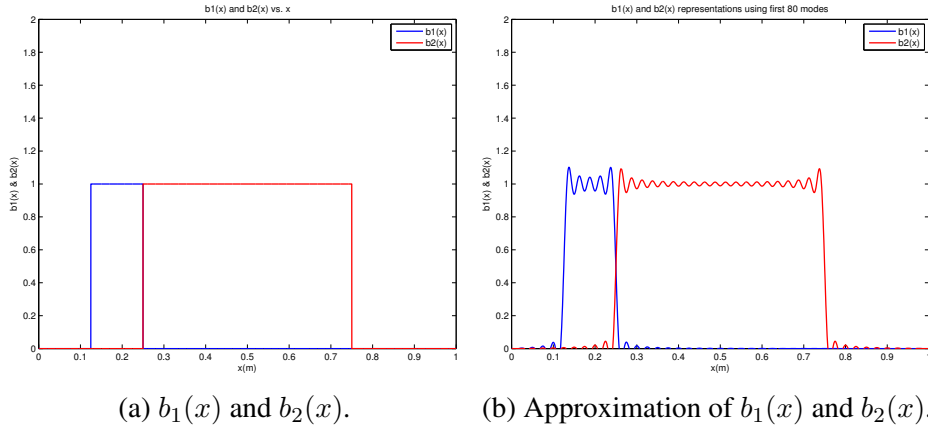 b1(x) and b2(x) vs. x
2
1.8
1.6
1.4
1.2
1
0.8
0.6
0.4
0.2
0
b1(x) & b2(x)
b1(x)
b2(x)
0 0.1 0.2 0.3 0.4 0.5 0.6 0.7 0.8 0.9 1
x(m)
(a) b₁(x) and b₂(x).
b1(x) and b2(x) representations using first 80 modes
2
1.8
1.6
1.4
1.2
1
0.8
0.6
0.4
0.2
0
b1(x) & b2(x)
b1(x)
b2(x)
0 0.1 0.2 0.3 0.4 0.5 0.6 0.7 0.8 0.9 1
x(m)
(b) Approximation of b₁(x) and b₂(x).